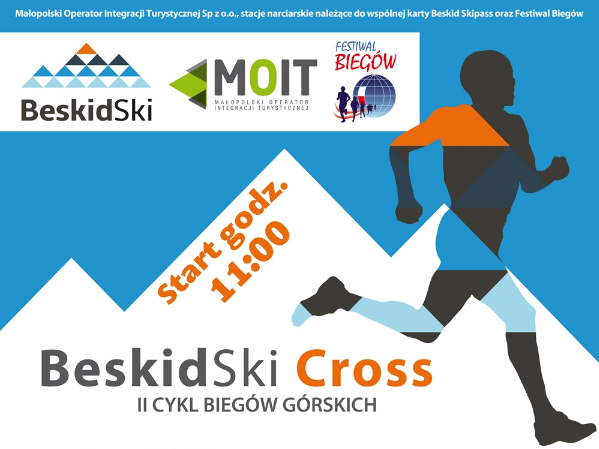 Małopolski Operator Integracji Turystycznej Sp z o.o., stacje narciarskie należące do wspólnej karty Beskid Skipass oraz Festiwal Biegów
BeskidSki
MOIT
MAŁOPOLSKI OPERATOR
INTEGRACJI TURYSTYCZNEJ
FESTIWAL
BIEGÓW
Start godz.
11:00
BeskidSki Cross
II CYKL BIEGÓW GÓRSKICH